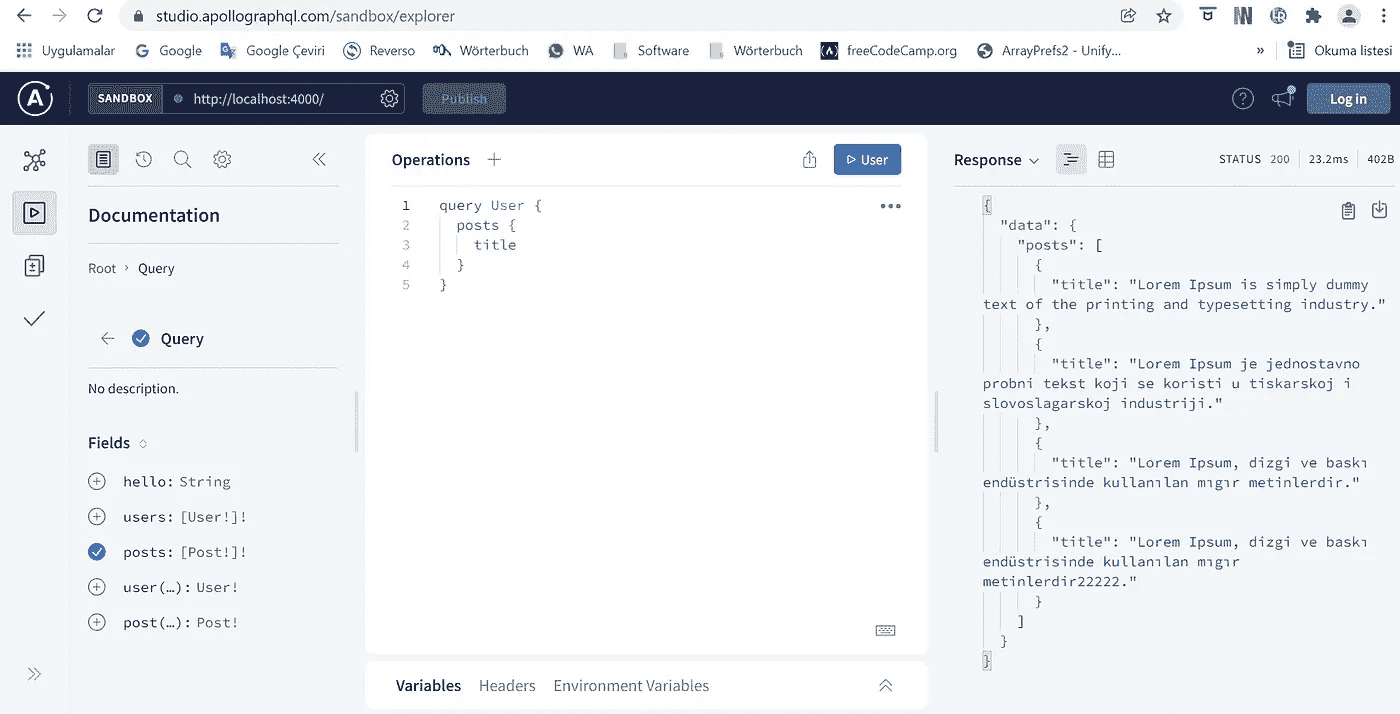 studio.apollographql.com/sandbox/explorer
Uygulamalar Google Google Çeviri Reverso Wörterbuch WA Software Wörterbuch freeCodeCamp.org ArrayPrefs2 - Unify... » Okuma listesi
SANDBOX http://localhost:4000/ Publish Log in
Documentation
Root › Query
Query
No description.
Fields
hello: String
users: [User!]!
posts: [Post!]!
user(…): User!
post(…): Post!
Operations User
1 query User {
2 posts {
3 title
4 }
5 }
Variables Headers Environment Variables
Response STATUS 200 23.2ms 402B
{
"data": {
"posts": [
{
"title": "Lorem Ipsum is simply dummy
text of the printing and typesetting industry."
},
{
"title": "Lorem Ipsum je jednostavno
probni tekst koji se koristi u tiskarskoj i
slovoslagarskoj industriji."
},
{
"title": "Lorem Ipsum, dizgi ve baskı
endüstrisinde kullanılan mıgır metinlerdir."
},
{
"title": "Lorem Ipsum, dizgi ve baskı
endüstrisinde kullanılan mıgır
metinlerdir22222."
}
]
}
}